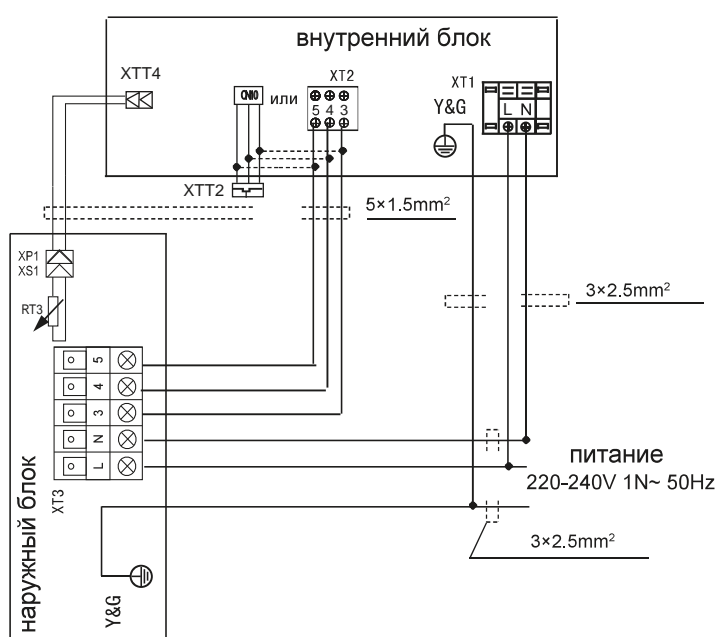 внутренний блок
XTT4
CN10
или
XT2
5 4 3
XT1
Y&G
L N
XTT2
5×1.5mm²
XP1
XS1
RT3
3×2.5mm²
5
4
3
N
L
XT3
питание
220-240V 1N~ 50Hz
3×2.5mm²
Y&G
наружный блок